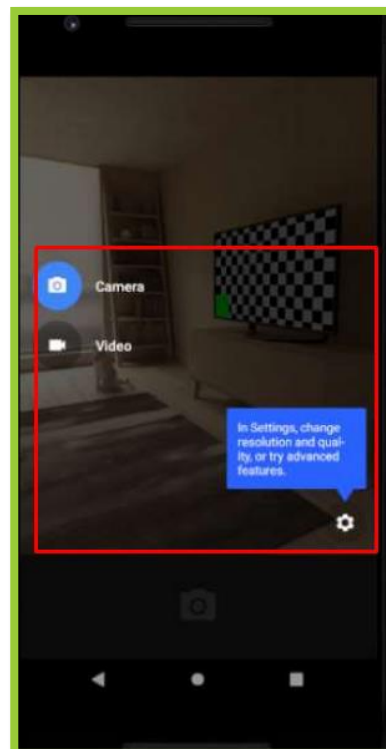 Camera
Video
In Settings, change
resolution and qual-
ity, or try advanced
features.